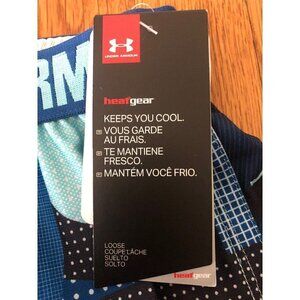 RM
UNDER ARMOUR
heatgear
KEEPS YOU COOL.
VOUS GARDE
AU FRAIS.
TE MANTIENE
FRESCO.
MANTÉM VOCÊ FRIO.
LOOSE
COUPE LÂCHE
SUELTO
SOLTO
heatgear